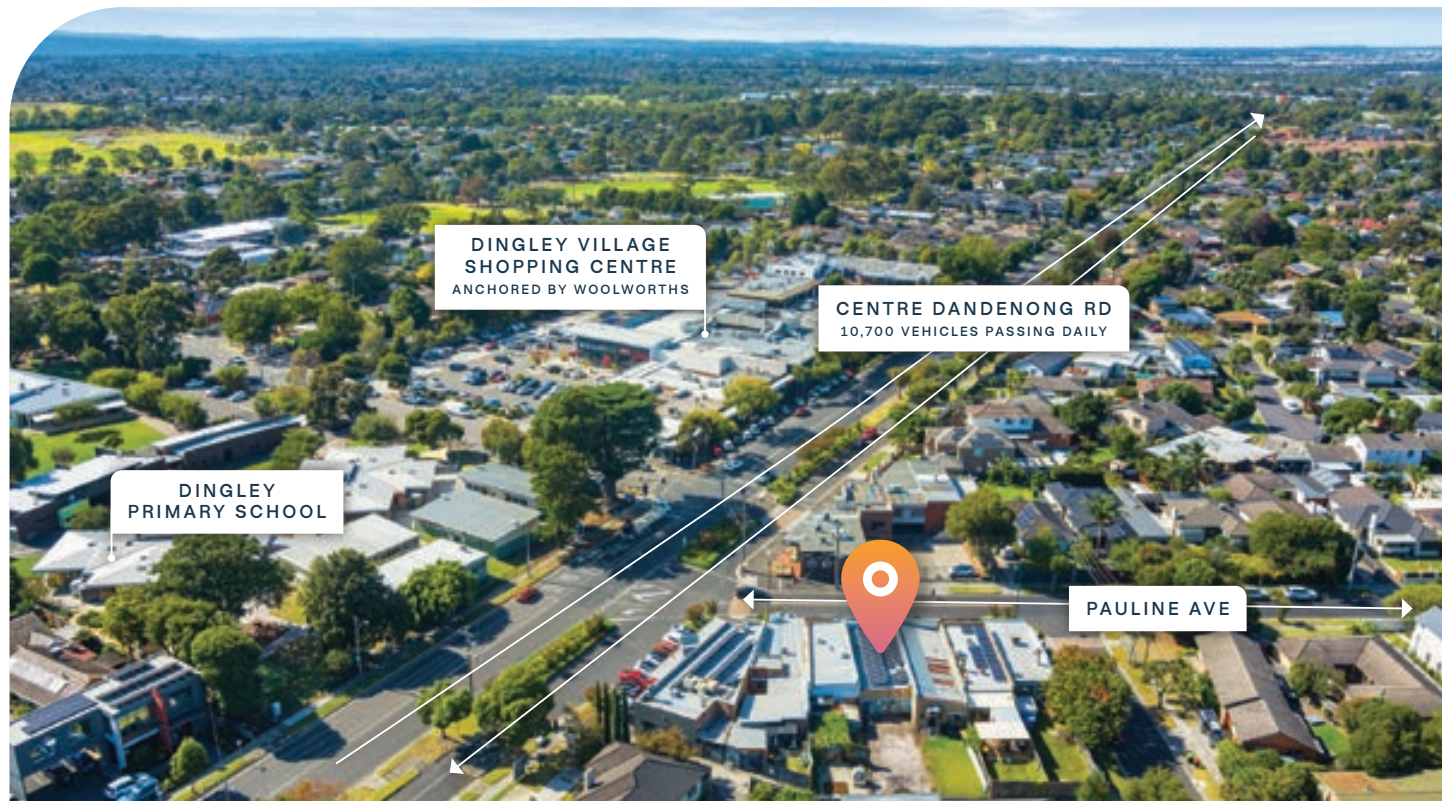 DINGLEY VILLAGE
SHOPPING CENTRE
ANCHORED BY WOOLWORTHS
CENTRE DANDENONG RD
10,700 VEHICLES PASSING DAILY
DINGLEY
PRIMARY SCHOOL
PAULINE AVE